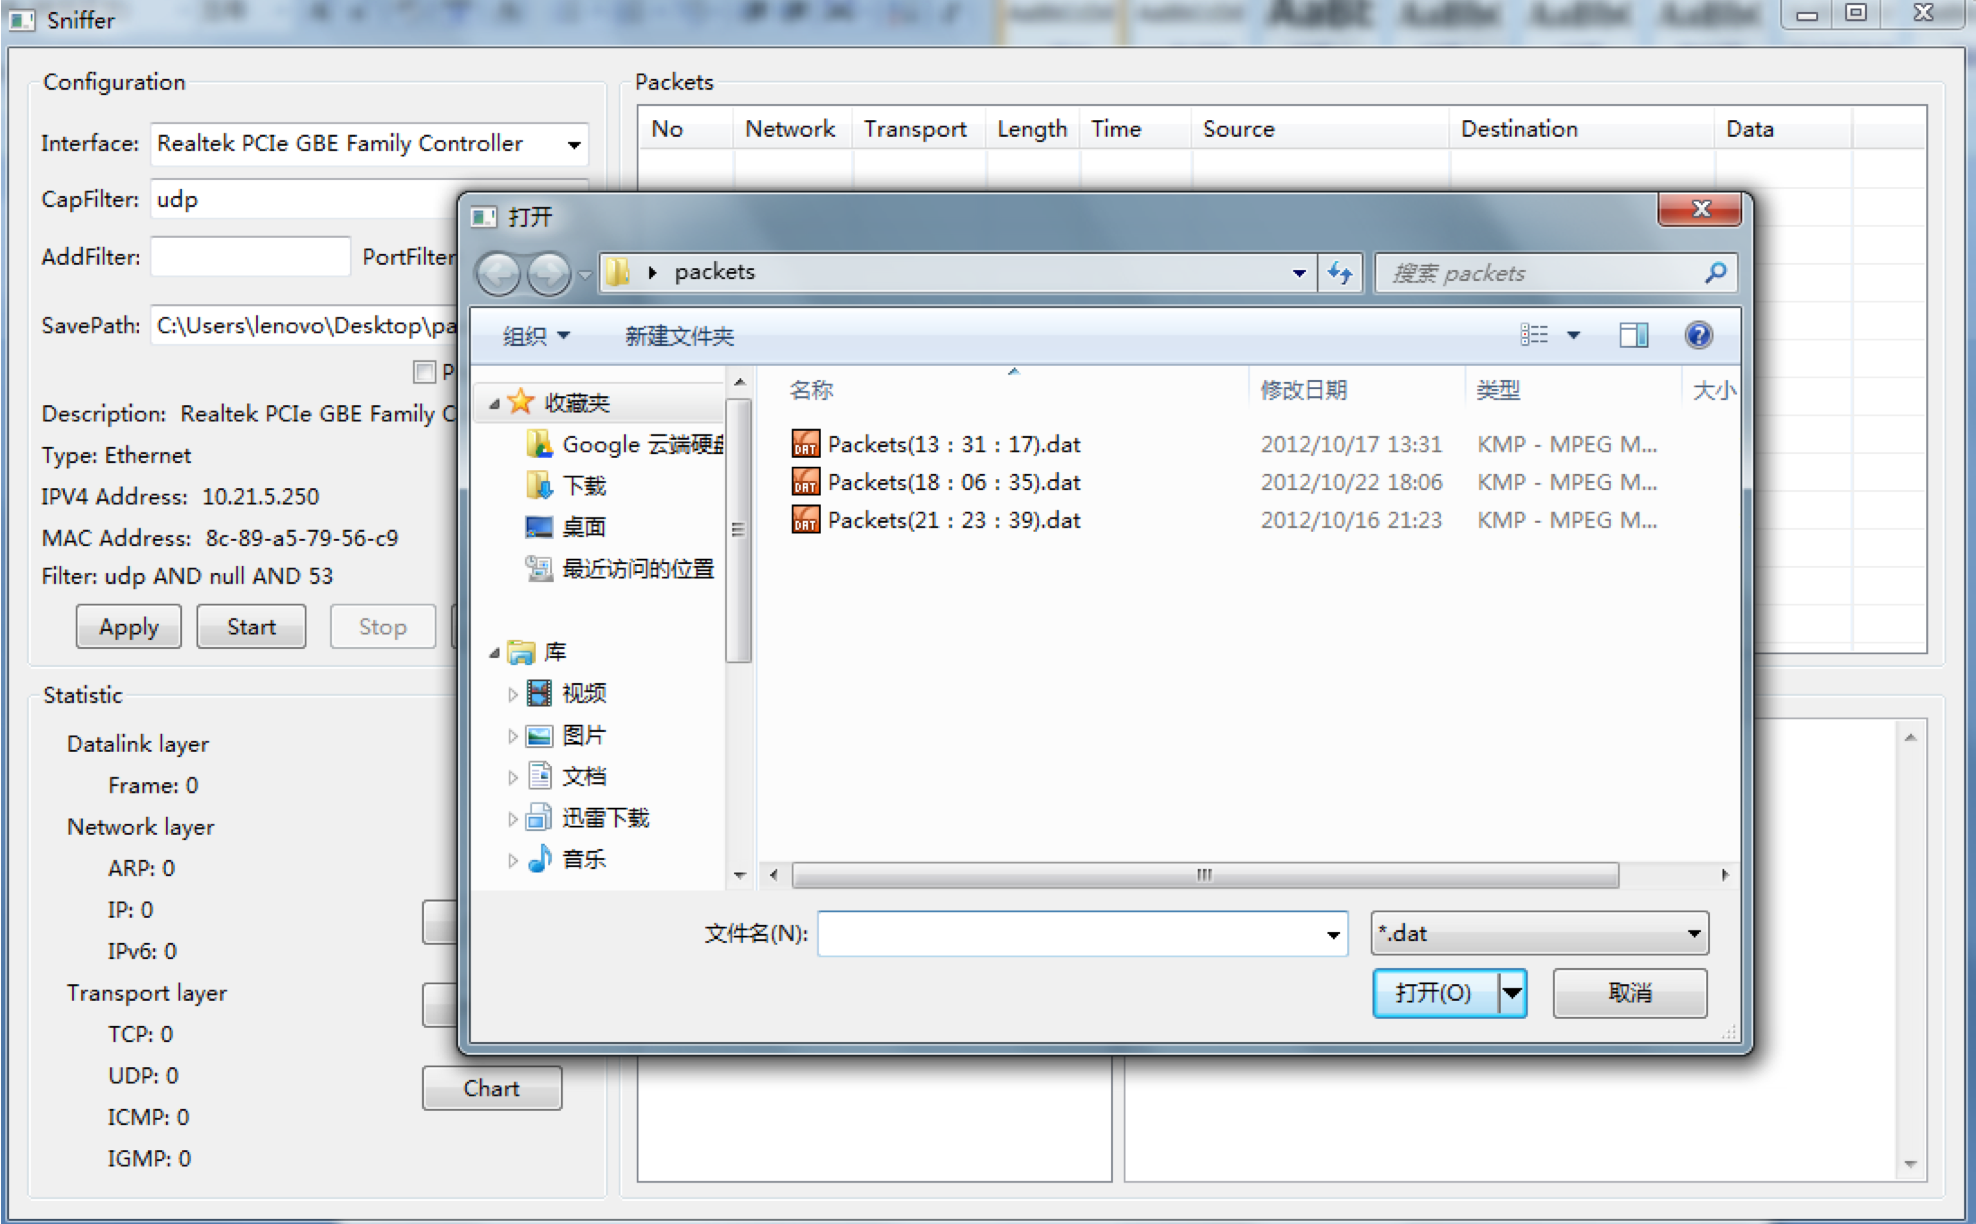 Sniffer
Configuration
Interface: Realtek PCIe GBE Family Controller
CapFilter: udp
AddFilter: PortFilter
SavePath: C:\Users\lenovo\Desktop\pa
P
Description: Realtek PCIe GBE Family C
Type: Ethernet
IPV4 Address: 10.21.5.250
MAC Address: 8c-89-a5-79-56-c9
Filter: udp AND null AND 53
Apply Start Stop
Statistic
Datalink layer
Frame: 0
Network layer
ARP: 0
IP: 0
IPv6: 0
Transport layer
TCP: 0
UDP: 0
ICMP: 0
IGMP: 0
Chart
Packets
No Network Transport Length Time Source Destination Data
打开
packets
搜索 packets
组织 新建文件夹
收藏夹
Google 云端硬盘
下载
桌面
最近访问的位置
库
视频
图片
文档
迅雷下载
音乐
名称 修改日期 类型 大小
Packets(13 : 31 : 17).dat 2012/10/17 13:31 KMP - MPEG M...
Packets(18 : 06 : 35).dat 2012/10/22 18:06 KMP - MPEG M...
Packets(21 : 23 : 39).dat 2012/10/16 21:23 KMP - MPEG M...
文件名(N):
*.dat
打开(O) 取消